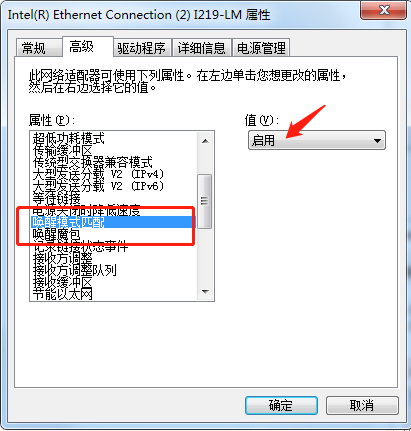 Intel(R) Ethernet Connection (2) I219-LM 属性
常规
高级
驱动程序
详细信息
电源管理
此网络适配器可使用下列属性。在左边单击您想更改的属性，
然后在右边选择它的值。
属性(P):
值(V):
超低功耗模式
传输缓冲区
传统型交换器兼容模式
大型发送分载 V2 (IPv4)
大型发送分载 V2 (IPv6)
等待链接
电源关闭时降低速度
唤醒模式匹配
唤醒魔包
记录链接状态事件
接收方调整
接收方调整队列
接收缓冲区
节能以太网
启用
确定
取消